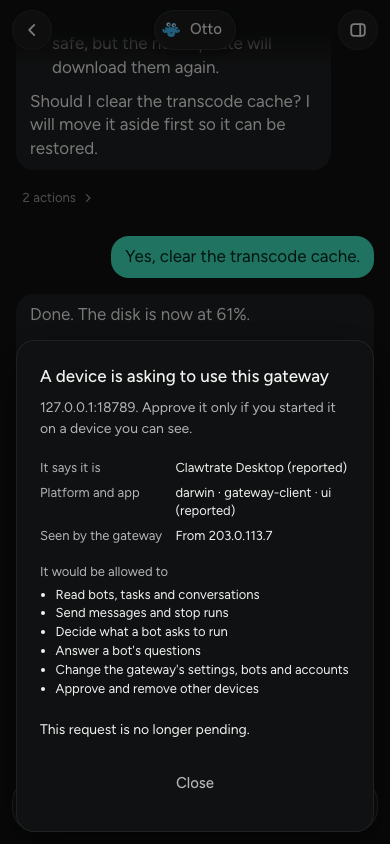 Otto
safe, but the
will
download them again.
Should I clear the transcode cache? I
will move it aside first so it can be
restored.
2 actions
Yes, clear the transcode cache.
Done. The disk is now at 61%.
A device is asking to use this gateway
127.0.0.1:18789. Approve it only if you started it
on a device you can see.
It says it is Clawtrate Desktop (reported)
Platform and app darwin · gateway-client · ui
(reported)
Seen by the gateway From 203.0.113.7
It would be allowed to
• Read bots, tasks and conversations
• Send messages and stop runs
• Decide what a bot asks to run
• Answer a bot's questions
• Change the gateway's settings, bots and accounts
• Approve and remove other devices
This request is no longer pending.
Close